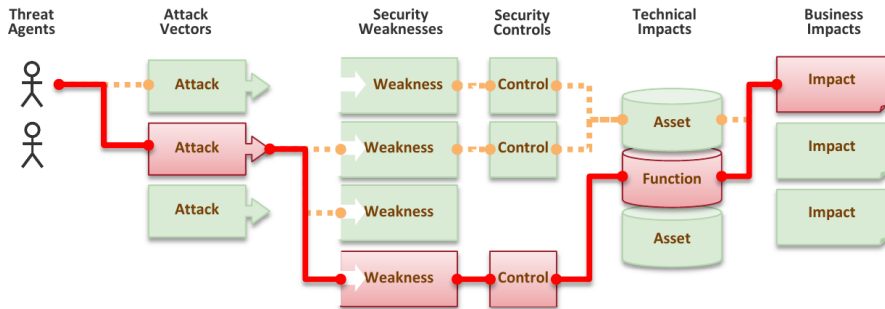 Threat
Agents
Attack
Vectors
Security
Weaknesses
Security
Controls
Technical
Impacts
Business
Impacts
Attack
Weakness
Control
Impact
Asset
Attack
Weakness
Control
Impact
Function
Attack
Weakness
Impact
Asset
Weakness
Control